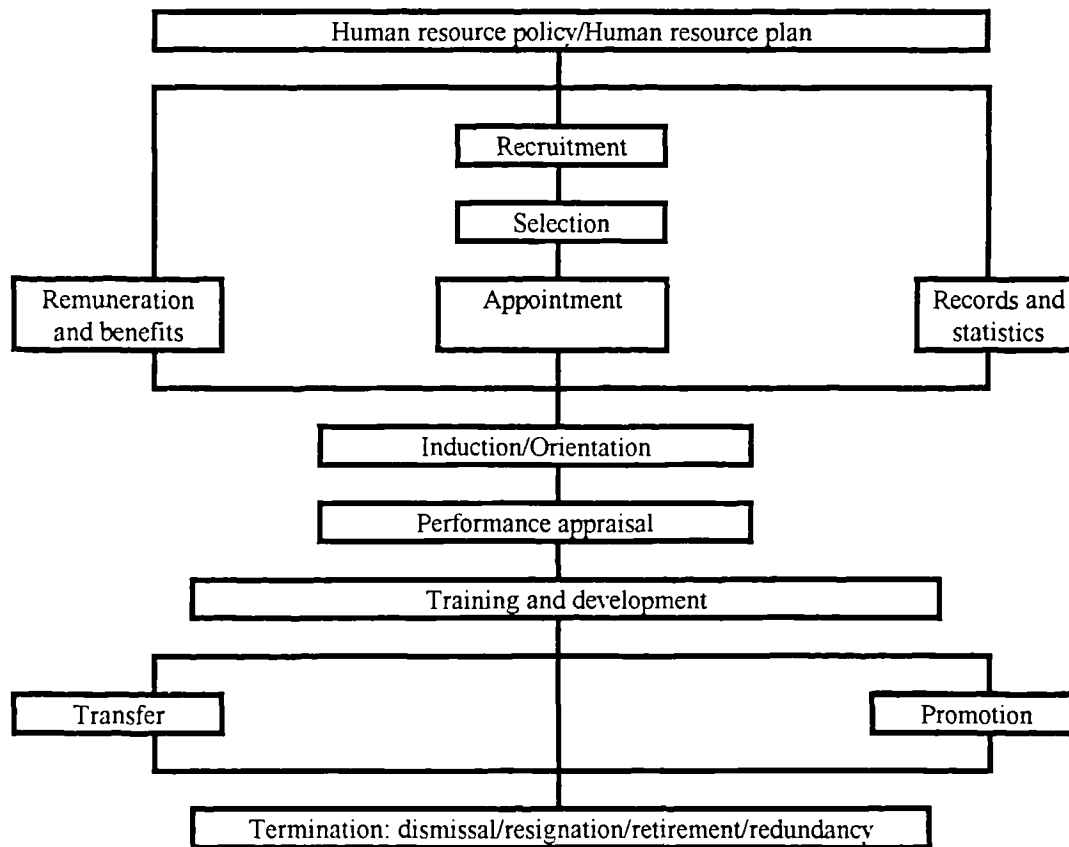 Human resource policy/Human resource plan
Recruitment
Selection
Remuneration
and benefits
Appointment
Records and
statistics
Induction/Orientation
Performance appraisal
Training and development
Transfer
Promotion
Termination: dismissal/resignation/retirement/redundancy